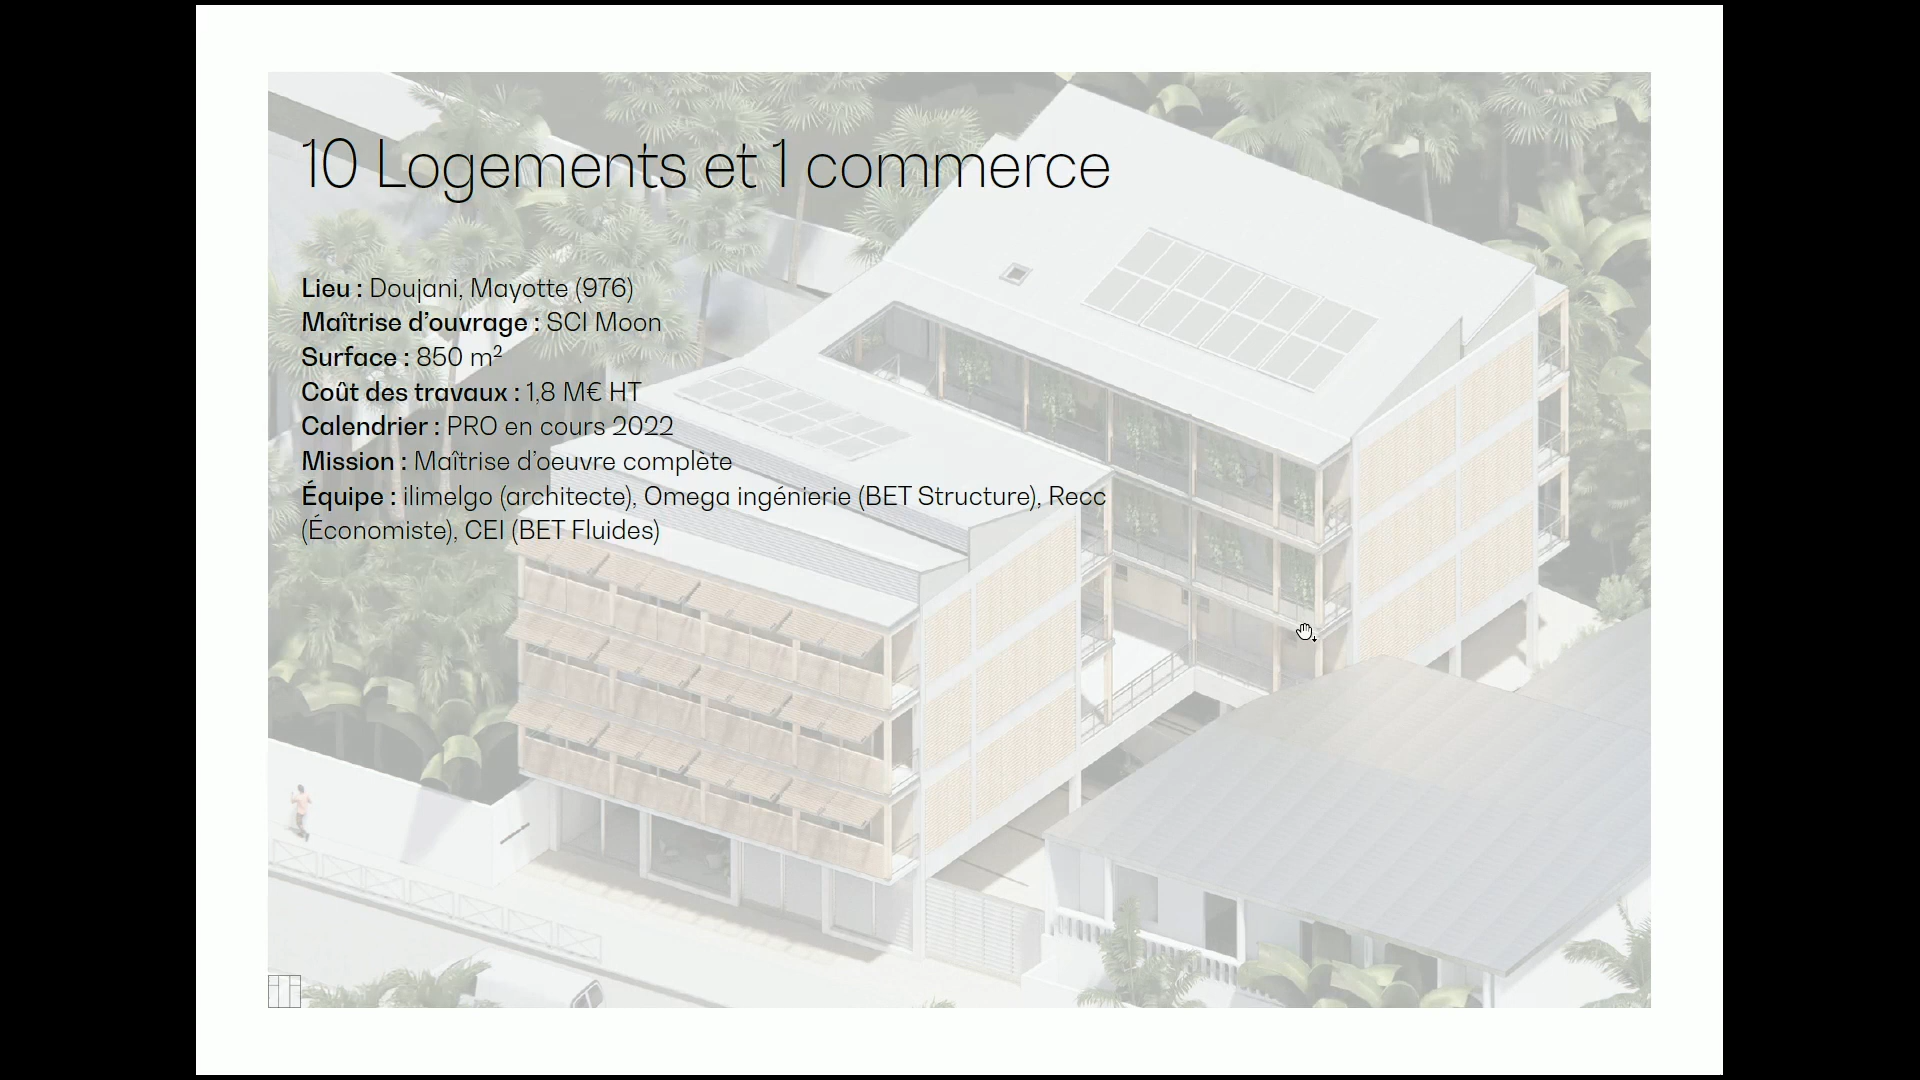 10 Logements et 1 commerce
Lieu : Doujani, Mayotte (976)
Maîtrise d’ouvrage : SCI Moon
Surface : 850 m²
Coût des travaux : 1,8 M€ HT
Calendrier : PRO en cours 2022
Mission : Maîtrise d’oeuvre complète
Équipe : ilimelgo (architecte), Omega ingénierie (BET Structure), Recc
(Économiste), CEI (BET Fluides)